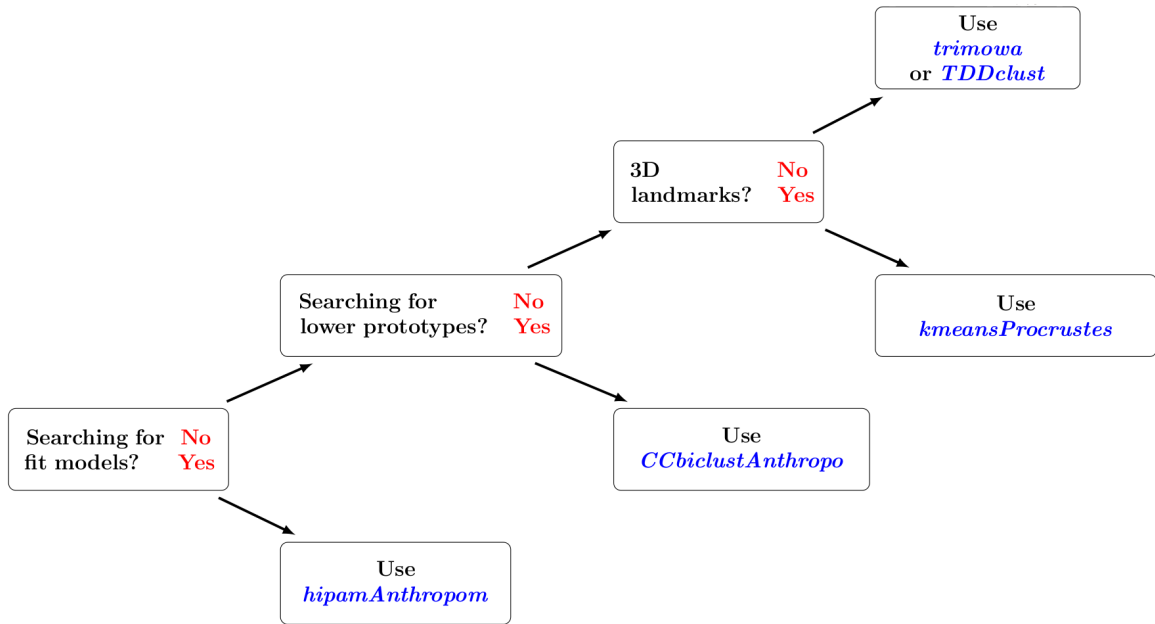 Use
trimowa
or TDDclust
3D No
landmarks? Yes
Searching for No
lower prototypes? Yes
Use
kmeansProcrustes
Searching for No
fit models? Yes
Use
CCbiclustAnthropo
Use
hipamAnthropom